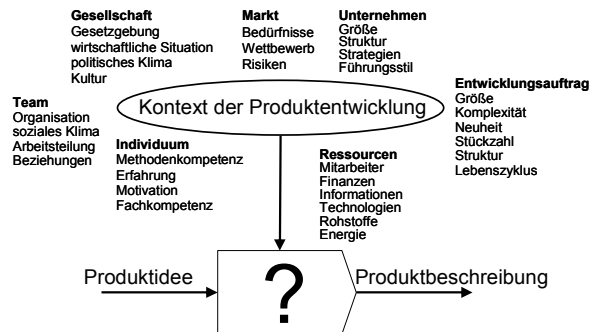 Gesellschaft
Gesetzgebung
wirtschaftliche Situation
politisches Klima
Kultur
Markt
Bedürfnisse
Wettbewerb
Risiken
Unternehmen
Größe
Struktur
Strategien
Führungsstil
Entwicklungsauftrag
Größe
Komplexität
Neuheit
Stückzahl
Struktur
Lebenszyklus
Kontext der Produktentwicklung
Team
Organisation
soziales Klima
Arbeitsteilung
Beziehungen
Individuum
Methodenkompetenz
Erfahrung
Motivation
Fachkompetenz
Ressourcen
Mitarbeiter
Finanzen
Informationen
Technologien
Rohstoffe
Energie
Produktidee
?
Produktbeschreibung